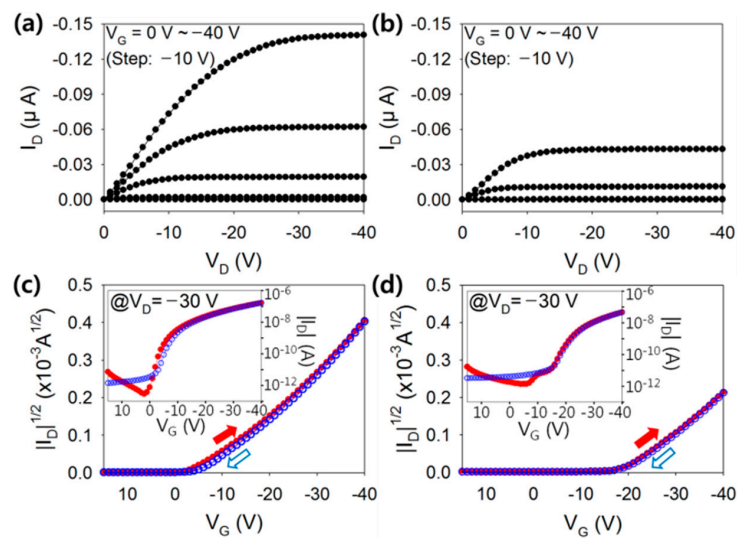 (a)
-0.15
-0.12
-0.09
-0.06
-0.03
0.00
I_D (μ A)
V_G = 0 V ~ −40 V
(Step: −10 V)
0 -10 -20 -30 -40
V_D (V)
(b)
-0.15
-0.12
-0.09
-0.06
-0.03
0.00
I_D (μ A)
V_G = 0 V ~ −40 V
(Step: −10 V)
0 -10 -20 -30 -40
V_D (V)
(c)
0.5
0.4
0.3
0.2
0.1
0.0
|I_D|^1/2 (x10^-3 A^1/2)
@V_D= −30 V
10^-6
10^-8
10^-10
10^-12
|I_D| (A)
10 0 -10 -20 -30 -40
V_G (V)
10 0 -10 -20 -30 -40
V_G (V)
(d)
0.5
0.4
0.3
0.2
0.1
0.0
|I_D|^1/2 (x10^-3 A^1/2)
@V_D= −30 V
10^-6
10^-8
10^-10
10^-12
|I_D| (A)
10 0 -10 -20 -30 -40
V_G (V)
10 0 -10 -20 -30 -40
V_G (V)